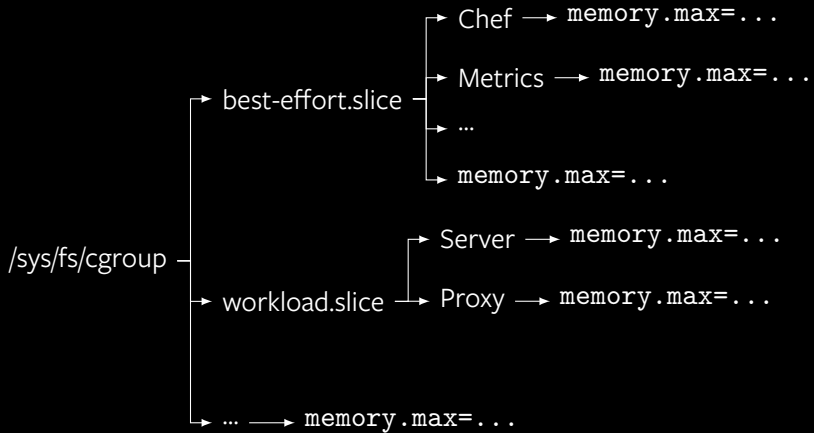 Chef memory.max=...
Metrics memory.max=...
best-effort.slice
...
memory.max=...
Server memory.max=...
/sys/fs/cgroup
workload.slice Proxy memory.max=...
... memory.max=...